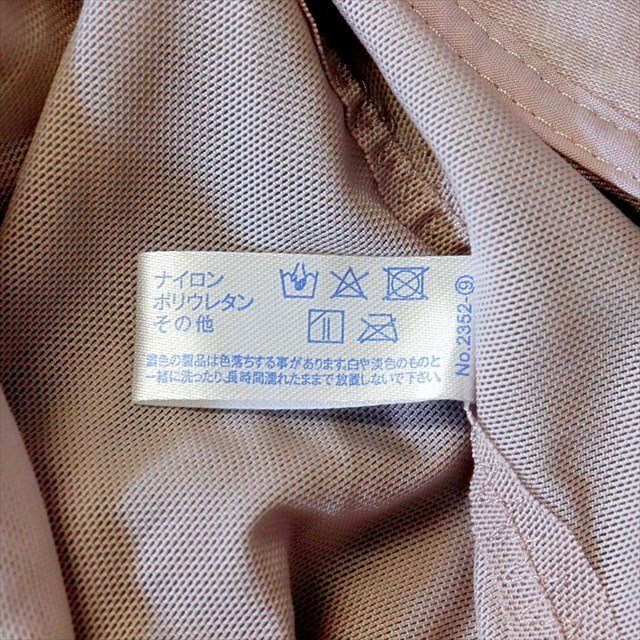 ナイロン
ポリウレタン
その他
濃色の製品は色落ちする事があります。白や淡色のものと
一緒に洗ったり、長時間濡れたままで放置しないで下さい。
No.2352-⑨